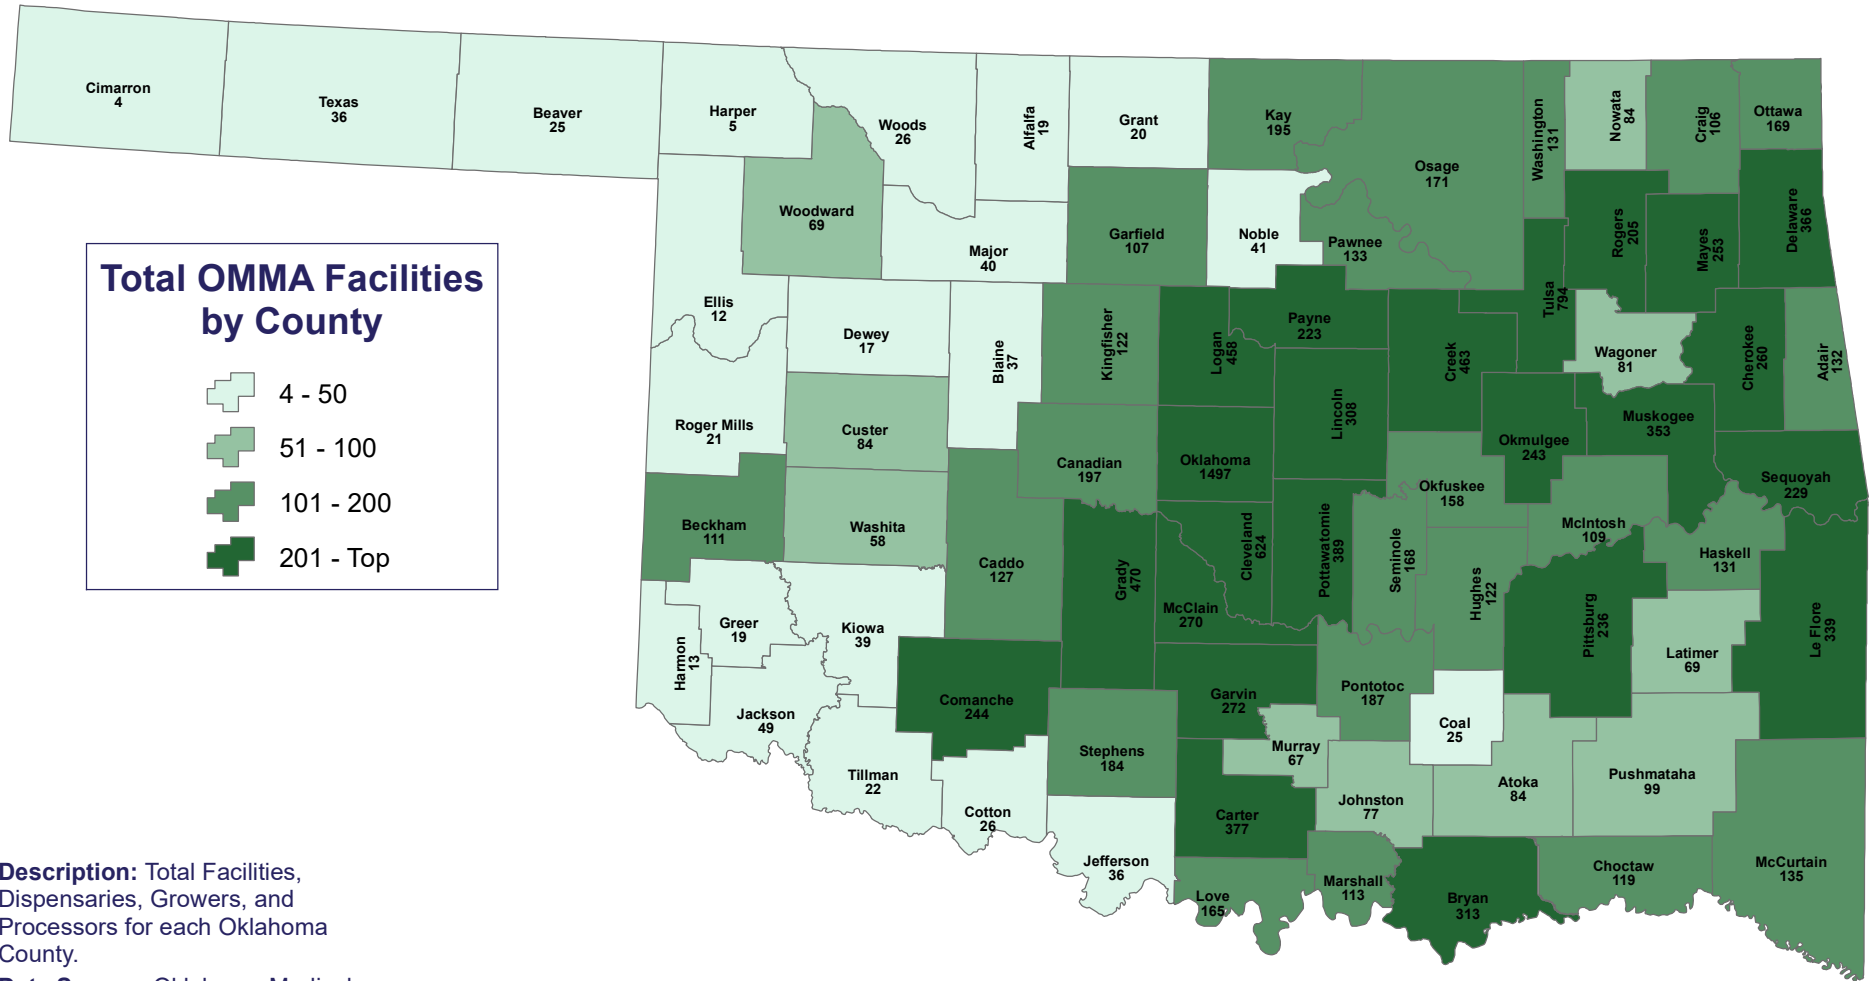 Cimarron
4
Texas
36
Beaver
25
Harper
5
Woods
26
Alfalfa
19
Grant
20
Kay
195
Osage
171
Washington
131
Nowata
84
Craig
106
Ottawa
169
Woodward
69
Major
40
Garfield
107
Noble
41
Pawnee
133
Rogers
205
Mayes
253
Delaware
366
Total OMMA Facilities
by County
4 - 50
51 - 100
101 - 200
201 - Top
Ellis
12
Dewey
17
Blaine
37
Kingfisher
122
Logan
458
Payne
223
Creek
463
Tulsa
794
Wagoner
81
Cherokee
260
Adair
132
Roger Mills
21
Custer
84
Canadian
197
Oklahoma
1497
Lincoln
308
Okmulgee
243
Muskogee
353
Sequoyah
229
Beckham
111
Washita
58
Caddo
127
Grady
470
McClain
270
Cleveland
624
Pottawatomie
389
Seminole
168
Okfuskee
158
Hughes
122
McIntosh
109
Haskell
131
Pittsburg
236
Latimer
69
Le Flore
339
Harmon
13
Greer
19
Kiowa
39
Jackson
49
Comanche
244
Tillman
22
Cotton
26
Stephens
184
Jefferson
36
Garvin
272
Murray
67
Pontotoc
187
Coal
25
Carter
377
Johnston
77
Atoka
84
Pushmataha
99
Love
165
Marshall
113
Bryan
313
Choctaw
119
McCurtain
135
Description: Total Facilities,
Dispensaries, Growers, and
Processors for each Oklahoma
County.